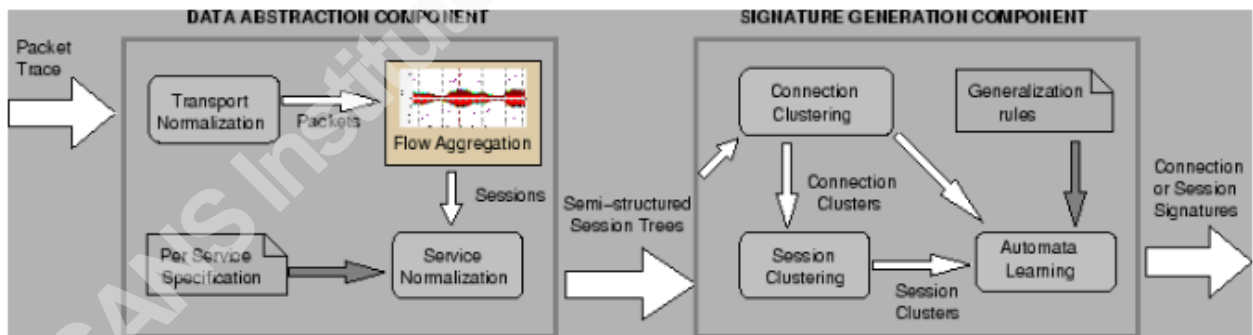 DATA ABSTRACTION COMPONENT
SIGNATURE GENERATION COMPONENT
Packet
Trace
Transport
Normalization
Packets
Flow Aggregation
Sessions
Per Service
Specification
Service
Normalization
Semi-structured
Session Trees
Connection
Clustering
Generalization
rules
Connection
Clusters
Session
Clustering
Session
Clusters
Automata
Learning
Connection
or Session
Signatures
SANS Institu